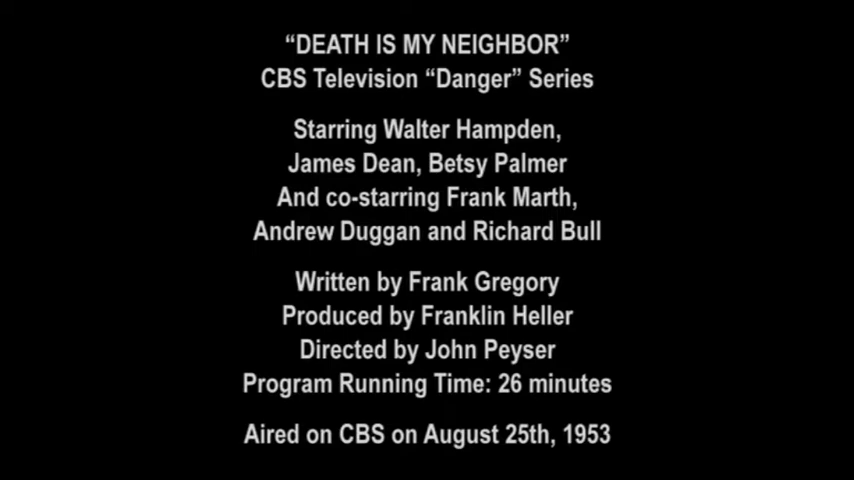 “DEATH IS MY NEIGHBOR”
CBS Television “Danger” Series
Starring Walter Hampden,
James Dean, Betsy Palmer
And co-starring Frank Marth,
Andrew Duggan and Richard Bull
Written by Frank Gregory
Produced by Franklin Heller
Directed by John Peyser
Program Running Time: 26 minutes
Aired on CBS on August 25th, 1953